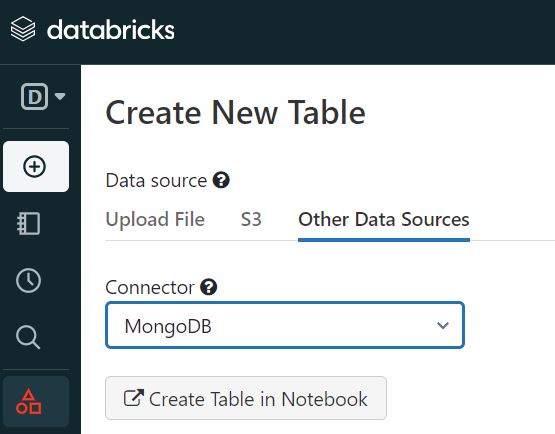 databricks
D
Create New Table
Data source
Upload File S3 Other Data Sources
Connector
MongoDB
Create Table in Notebook